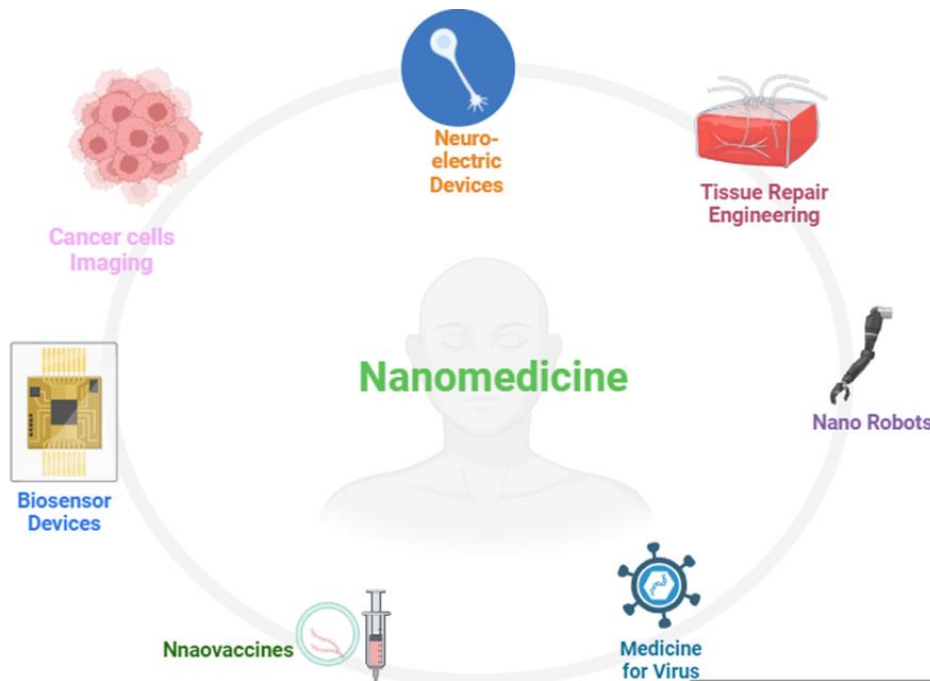 Neuro-
electric
Devices
Tissue Repair
Engineering
Cancer cells
Imaging
Nanomedicine
Nano Robots
Biosensor
Devices
Nnaovaccines
Medicine
for Virus